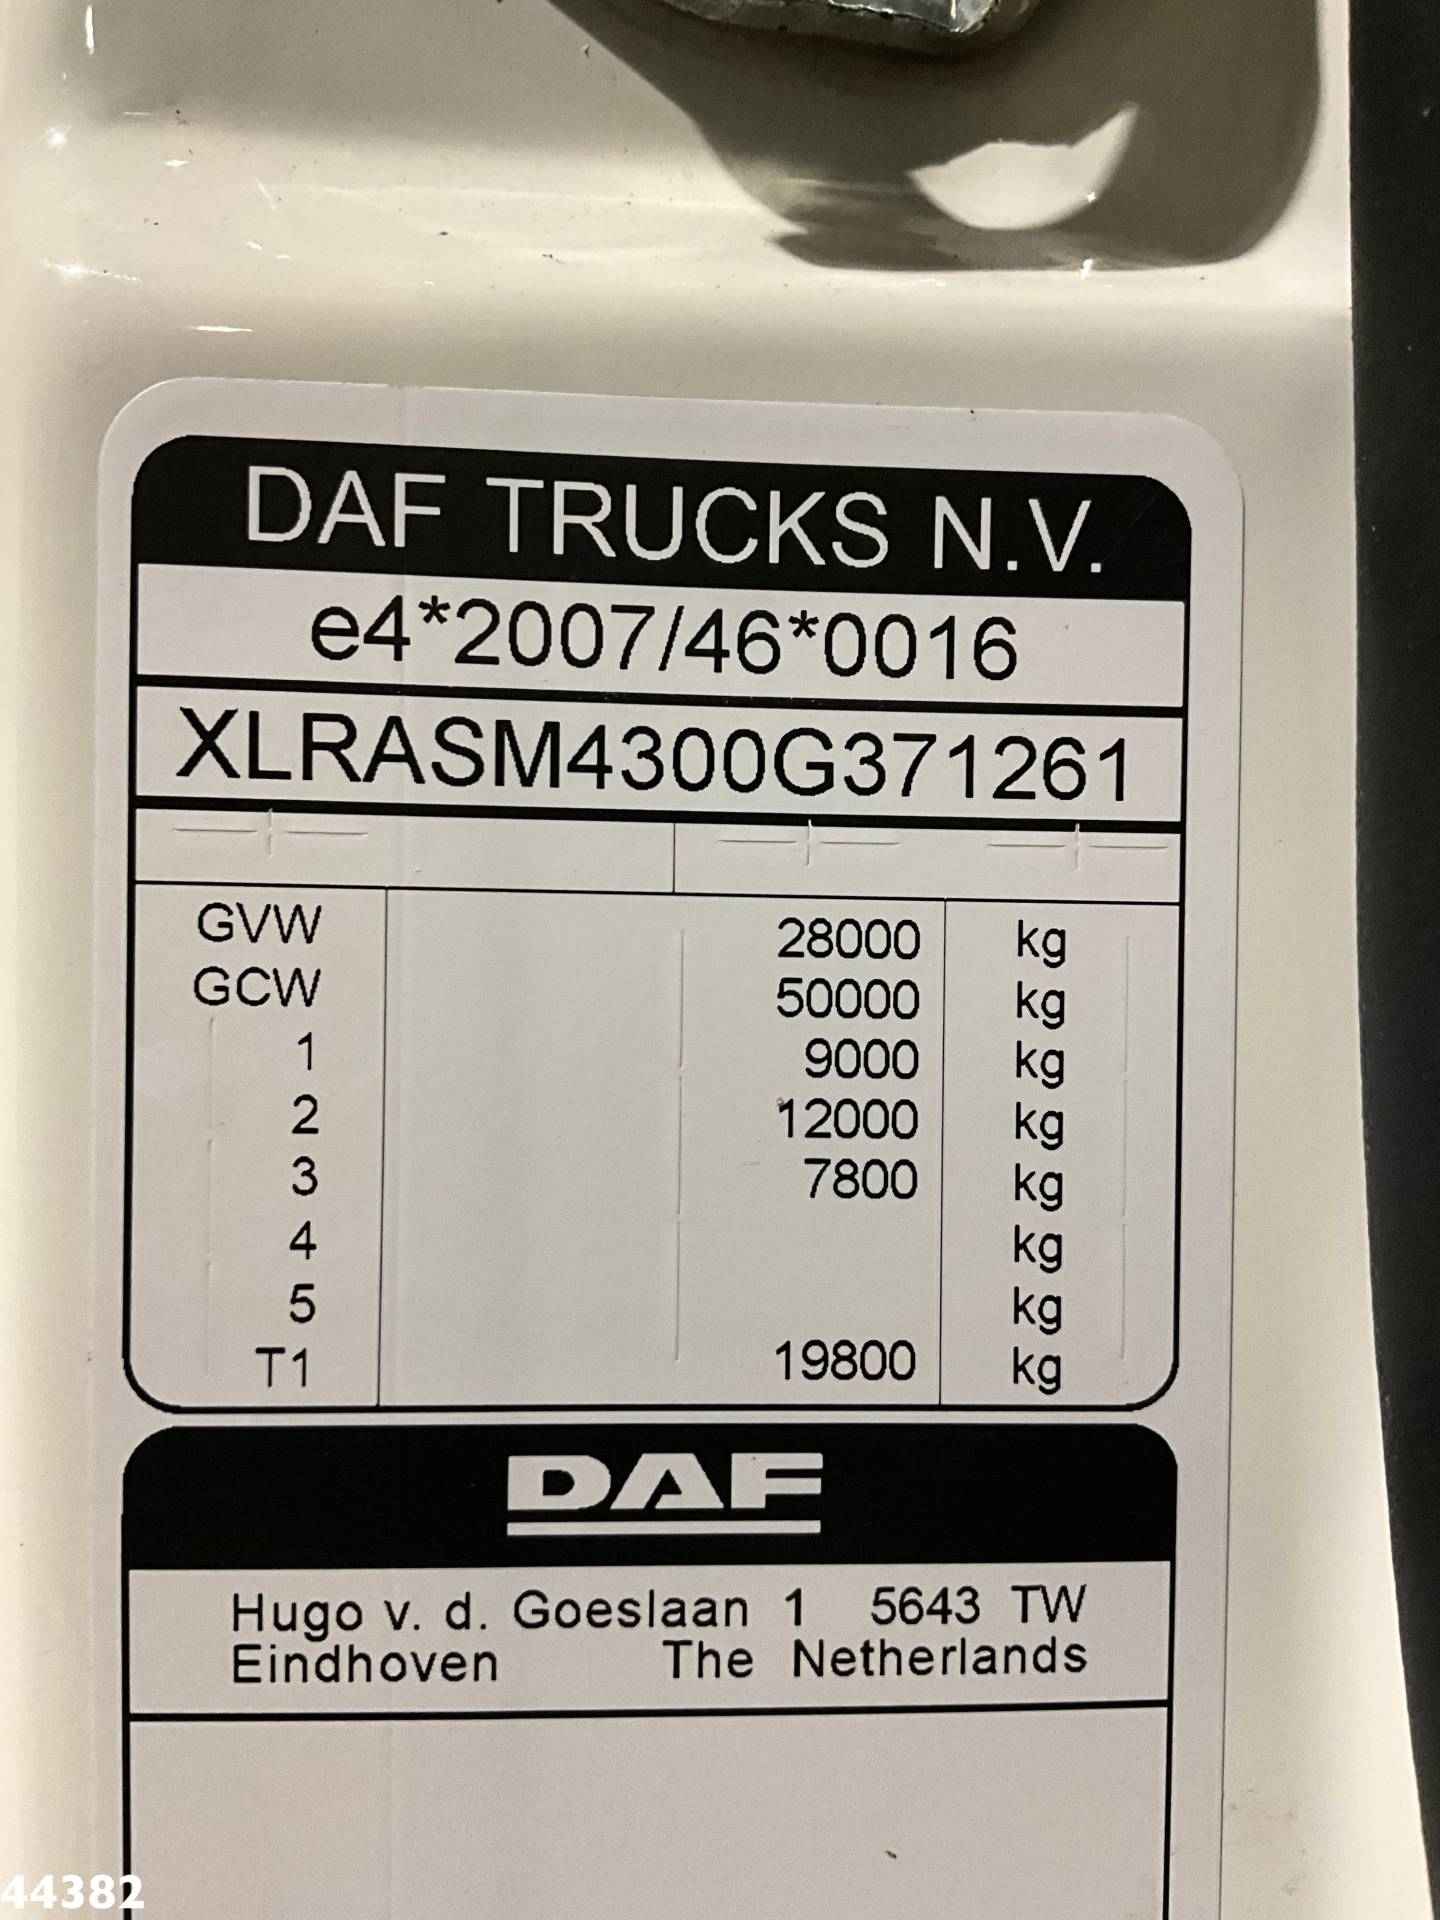 DAF TRUCKS N.V.
e4*2007/46*0016
XLRASM4300G371261
GVW 28000 kg
GCW 50000 kg
1 9000 kg
2 12000 kg
3 7800 kg
4 kg
5 kg
T1 19800 kg
DAF
Hugo v. d. Goeslaan 1 5643 TW
Eindhoven The Netherlands
44382